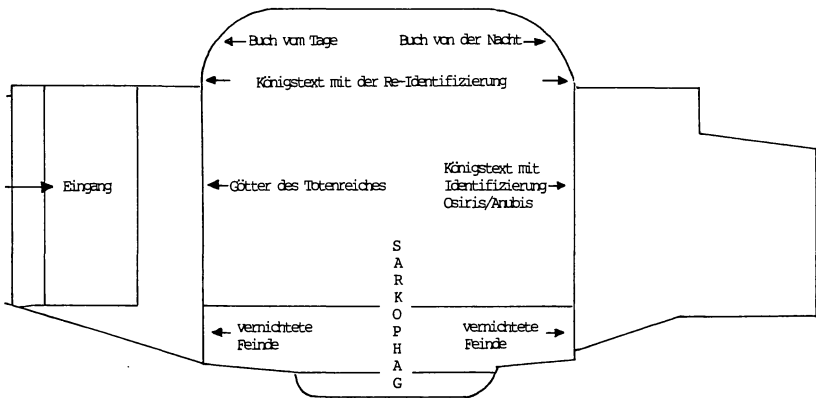 Buch vom Tage
Buch von der Nacht
Königstext mit der Re-Identifizierung
Eingang
Götter des Totenreiches
Königstext mit
Identifizierung
Osiris/Anubis
SARKOPHAG
vernichtete
Feinde
vernichtete
Feinde